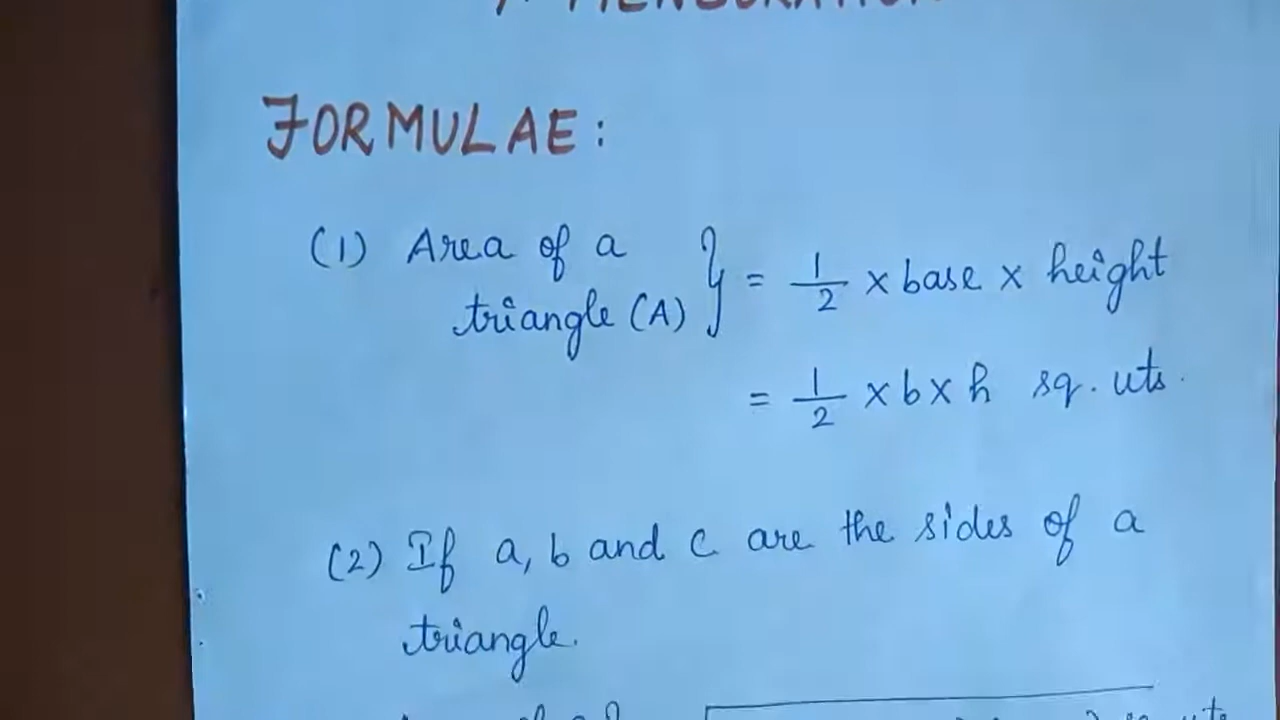 MENSURATION
FORMULAE:
(1) Area of a triangle (A) } = 1/2 × base × height
= 1/2 × b × h sq. uts.
(2) If a, b and c are the sides of a
triangle.